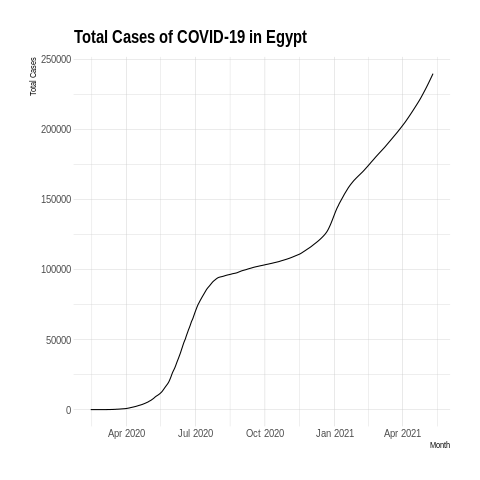 Total Cases of COVID-19 in Egypt
Total Cases
250000
200000
150000
100000
50000
0
Apr 2020 Jul 2020 Oct 2020 Jan 2021 Apr 2021
Month